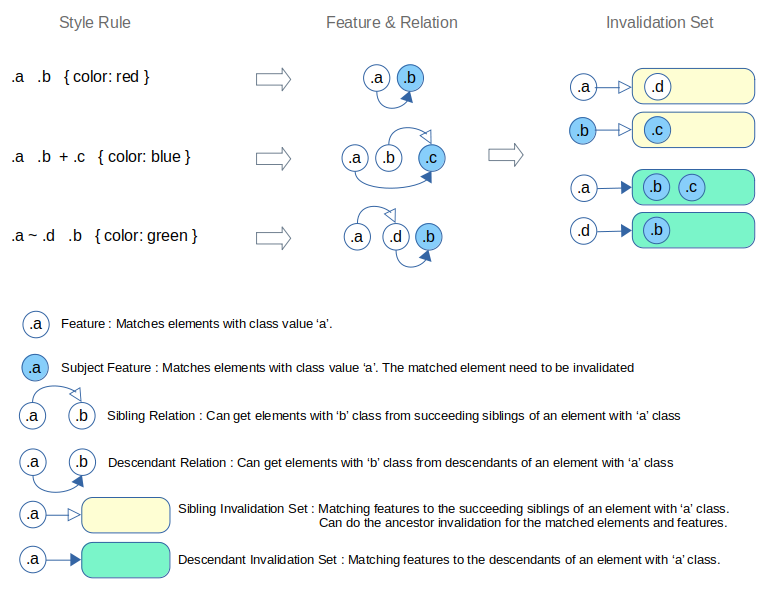 Style Rule Feature & Relation Invalidation Set
.a .b { color: red } .a .b .a .d
.b .c
.a .b + .c { color: blue } .a .b .c .a .b .c
.a ~ .d .b { color: green } .a .d .b .d .b
.a Feature : Matches elements with class value ‘a’.
.a Subject Feature : Matches elements with class value ‘a’. The matched element need to be invalidated
.a .b Sibling Relation : Can get elements with ‘b’ class from succeeding siblings of an element with ‘a’ class
.a .b Descendant Relation : Can get elements with ‘b’ class from descendants of an element with ‘a’ class
.a Sibling Invalidation Set : Matching features to the succeeding siblings of an element with ‘a’ class.
Can do the ancestor invalidation for the matched elements and features.
.a Descendant Invalidation Set : Matching features to the descendants of an element with ‘a’ class.